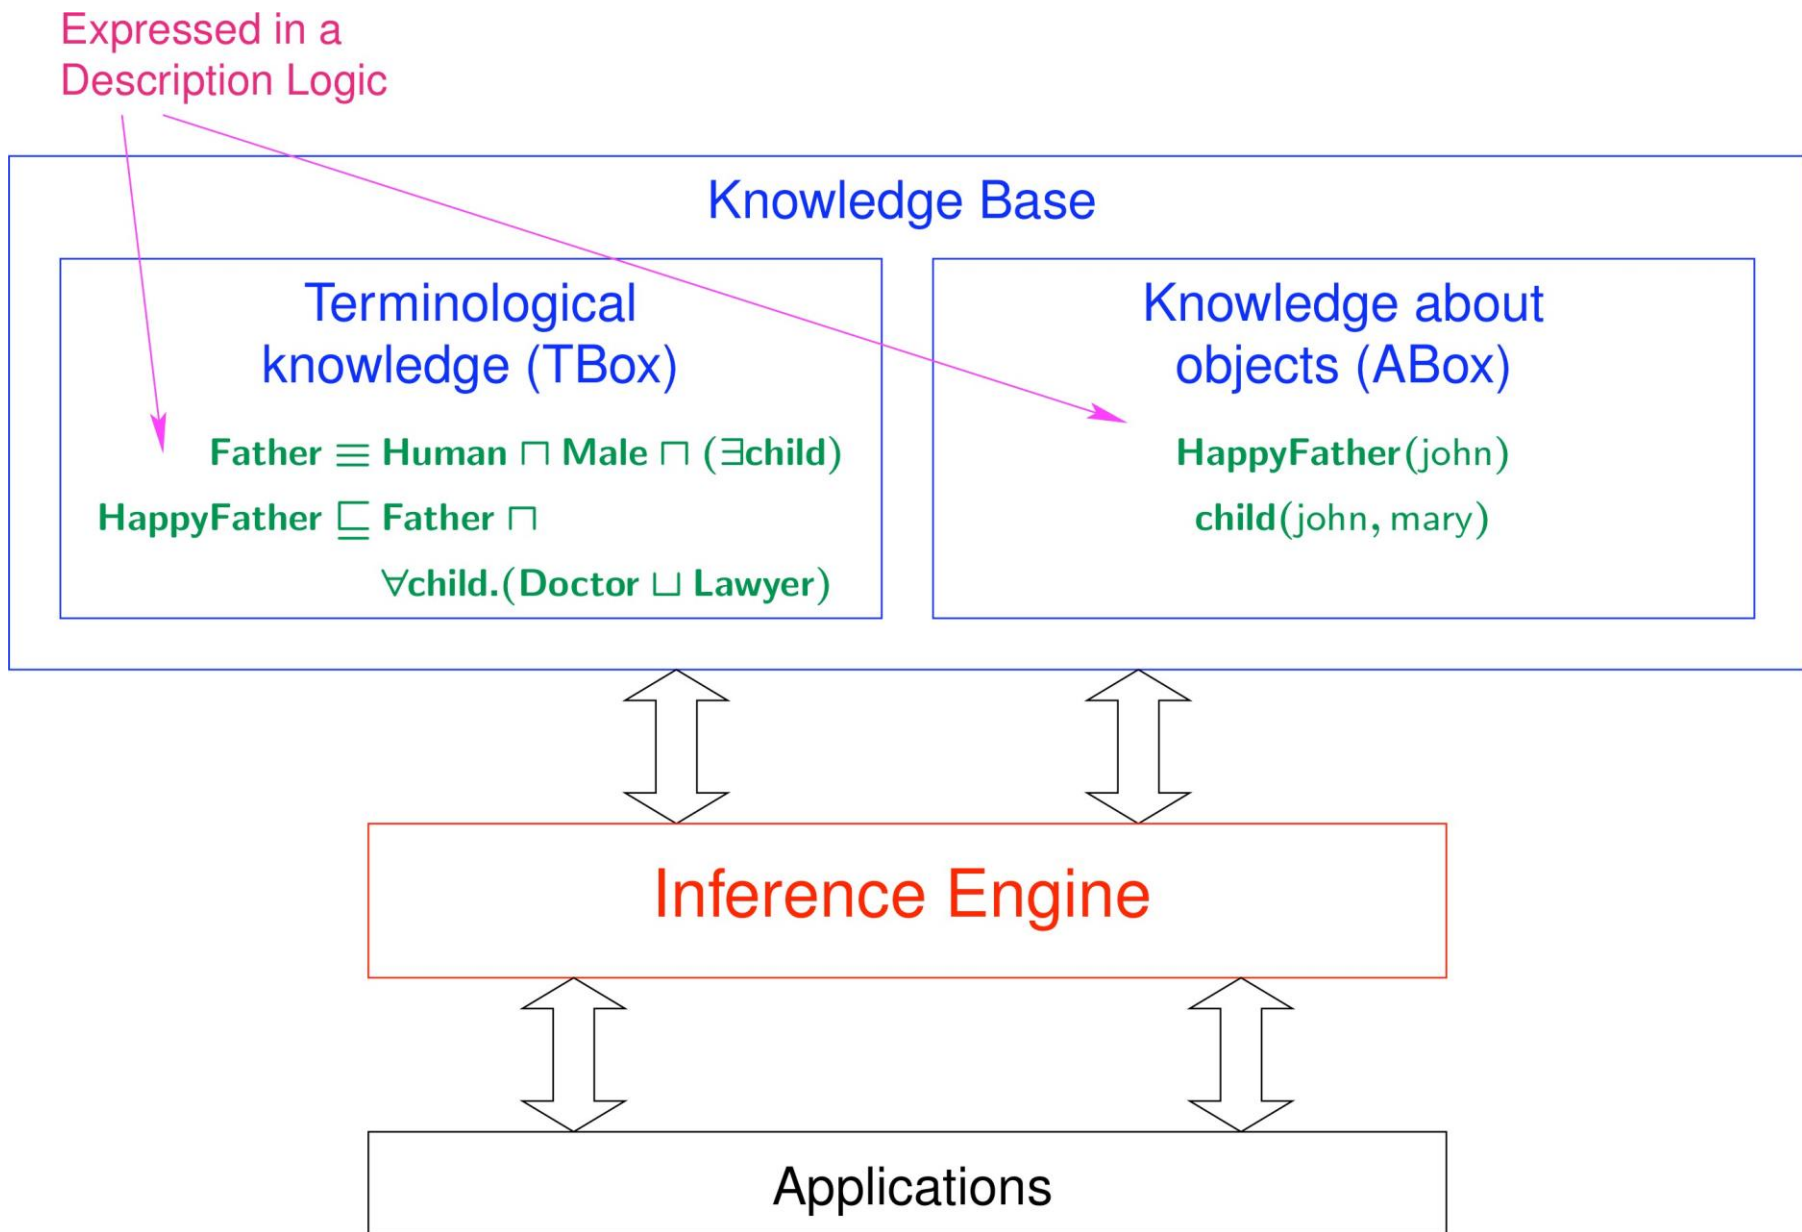 Expressed in a
Description Logic
Knowledge Base
Terminological
knowledge (TBox)
Father ≡ Human ⊓ Male ⊓ (∃child)
HappyFather ⊑ Father ⊓
∀child.(Doctor ⊔ Lawyer)
Knowledge about
objects (ABox)
HappyFather(john)
child(john, mary)
Inference Engine
Applications